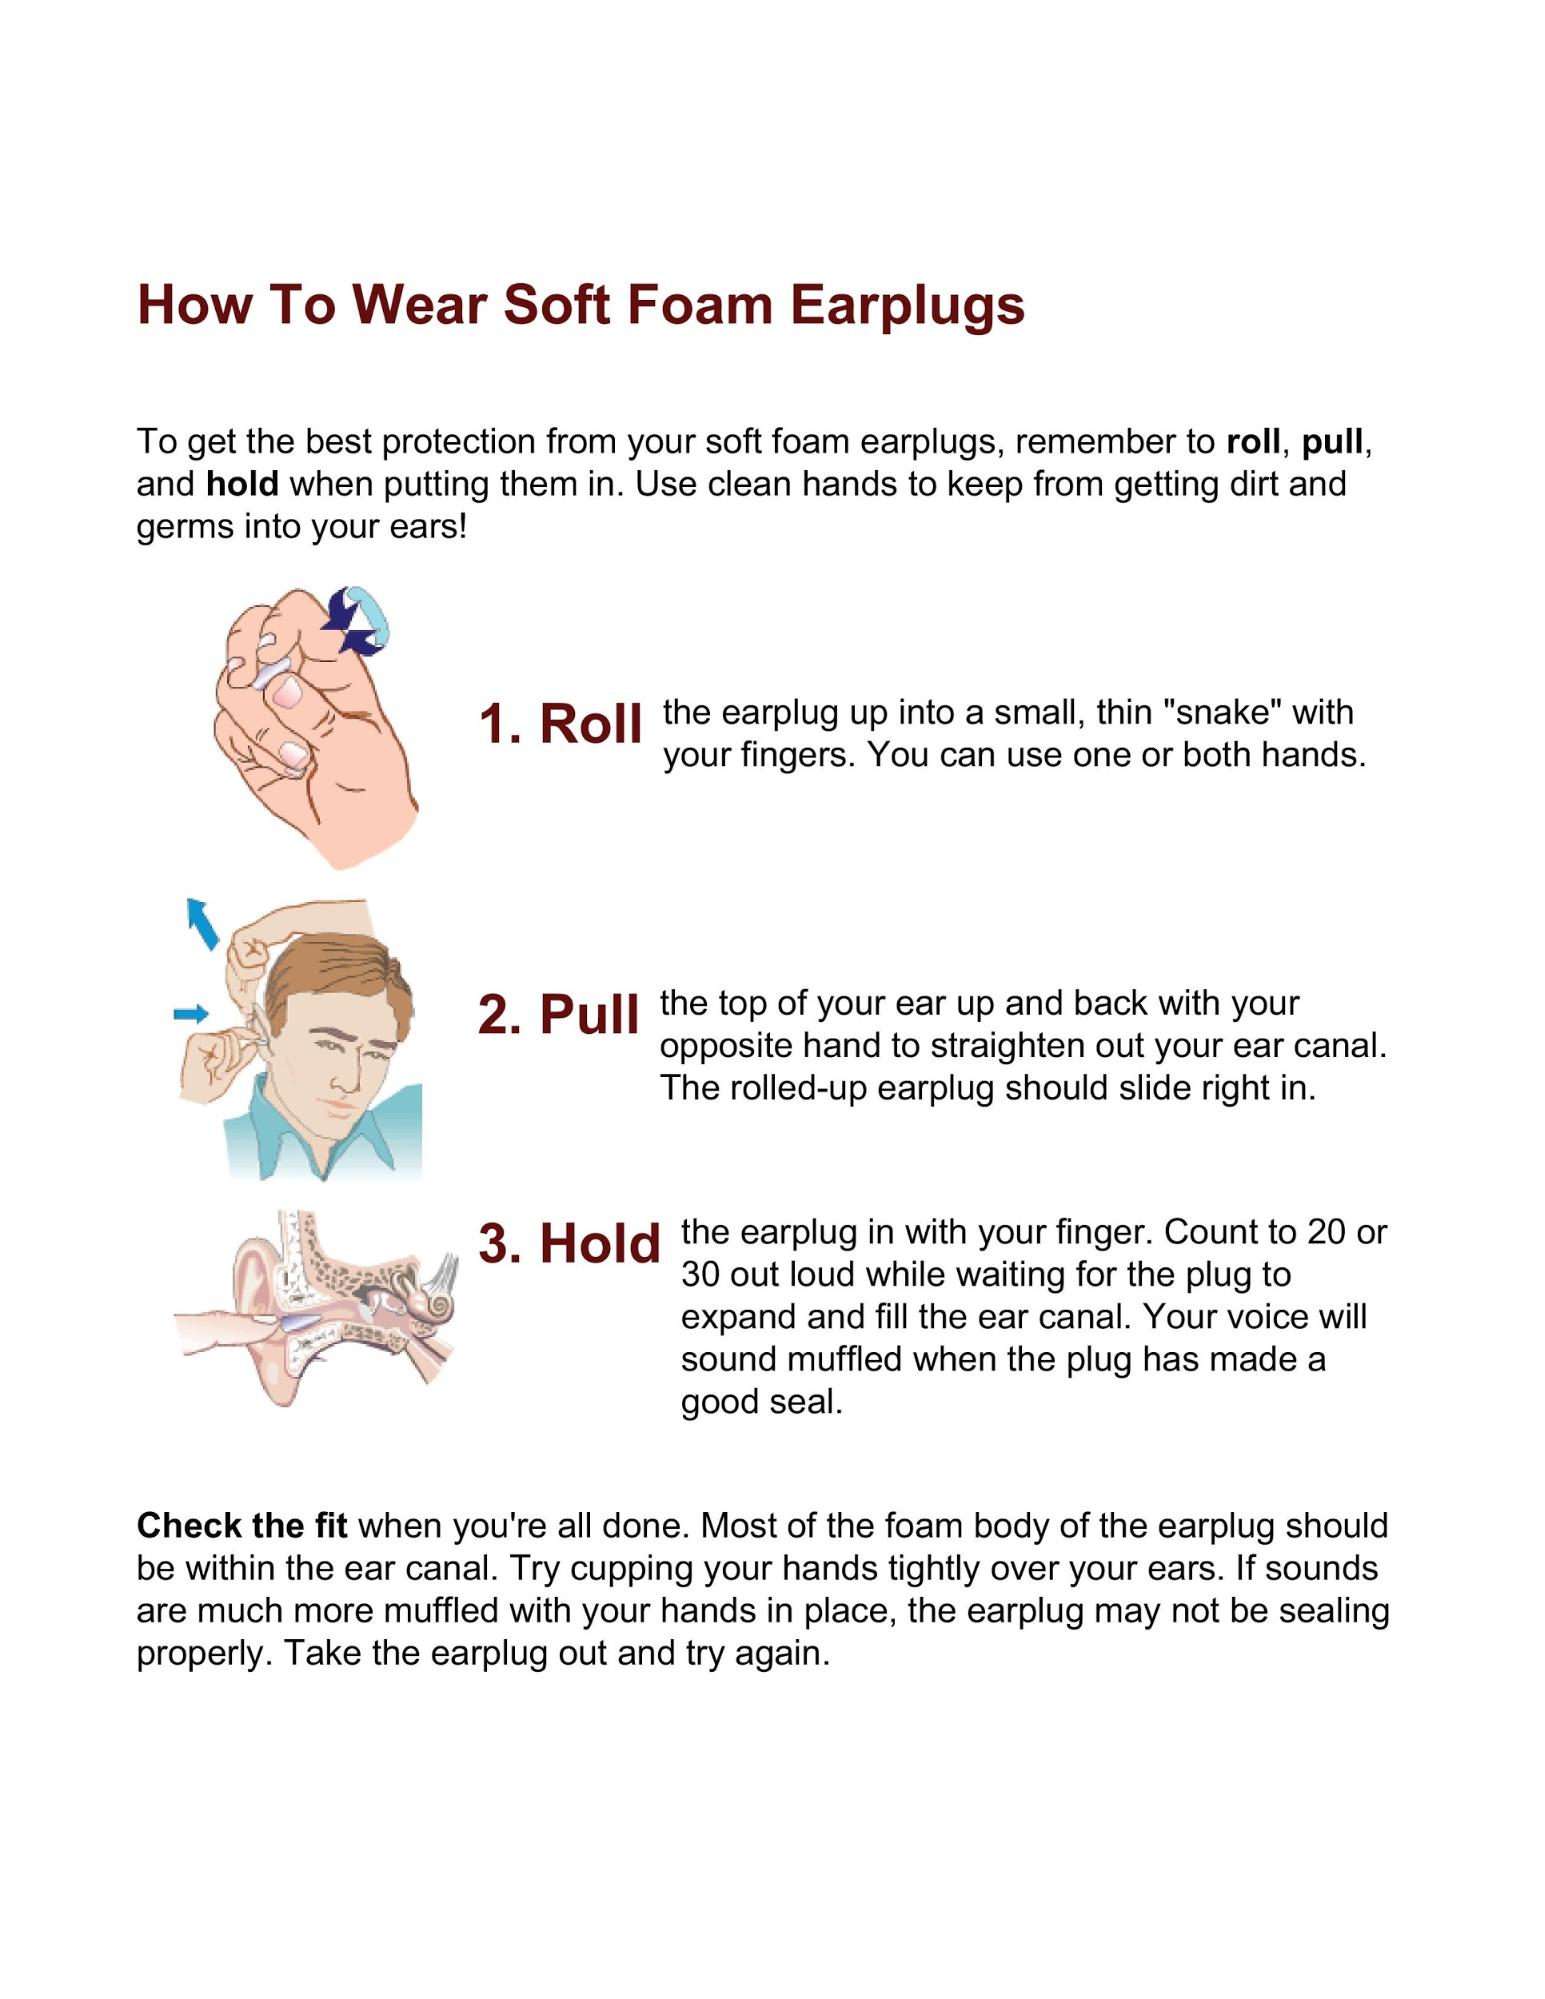 How To Wear Soft Foam Earplugs
To get the best protection from your soft foam earplugs, remember to roll, pull,
and hold when putting them in. Use clean hands to keep from getting dirt and
germs into your ears!
1. Roll the earplug up into a small, thin "snake" with
your fingers. You can use one or both hands.
2. Pull the top of your ear up and back with your
opposite hand to straighten out your ear canal.
The rolled-up earplug should slide right in.
3. Hold the earplug in with your finger. Count to 20 or
30 out loud while waiting for the plug to
expand and fill the ear canal. Your voice will
sound muffled when the plug has made a
good seal.
Check the fit when you're all done. Most of the foam body of the earplug should
be within the ear canal. Try cupping your hands tightly over your ears. If sounds
are much more muffled with your hands in place, the earplug may not be sealing
properly. Take the earplug out and try again.